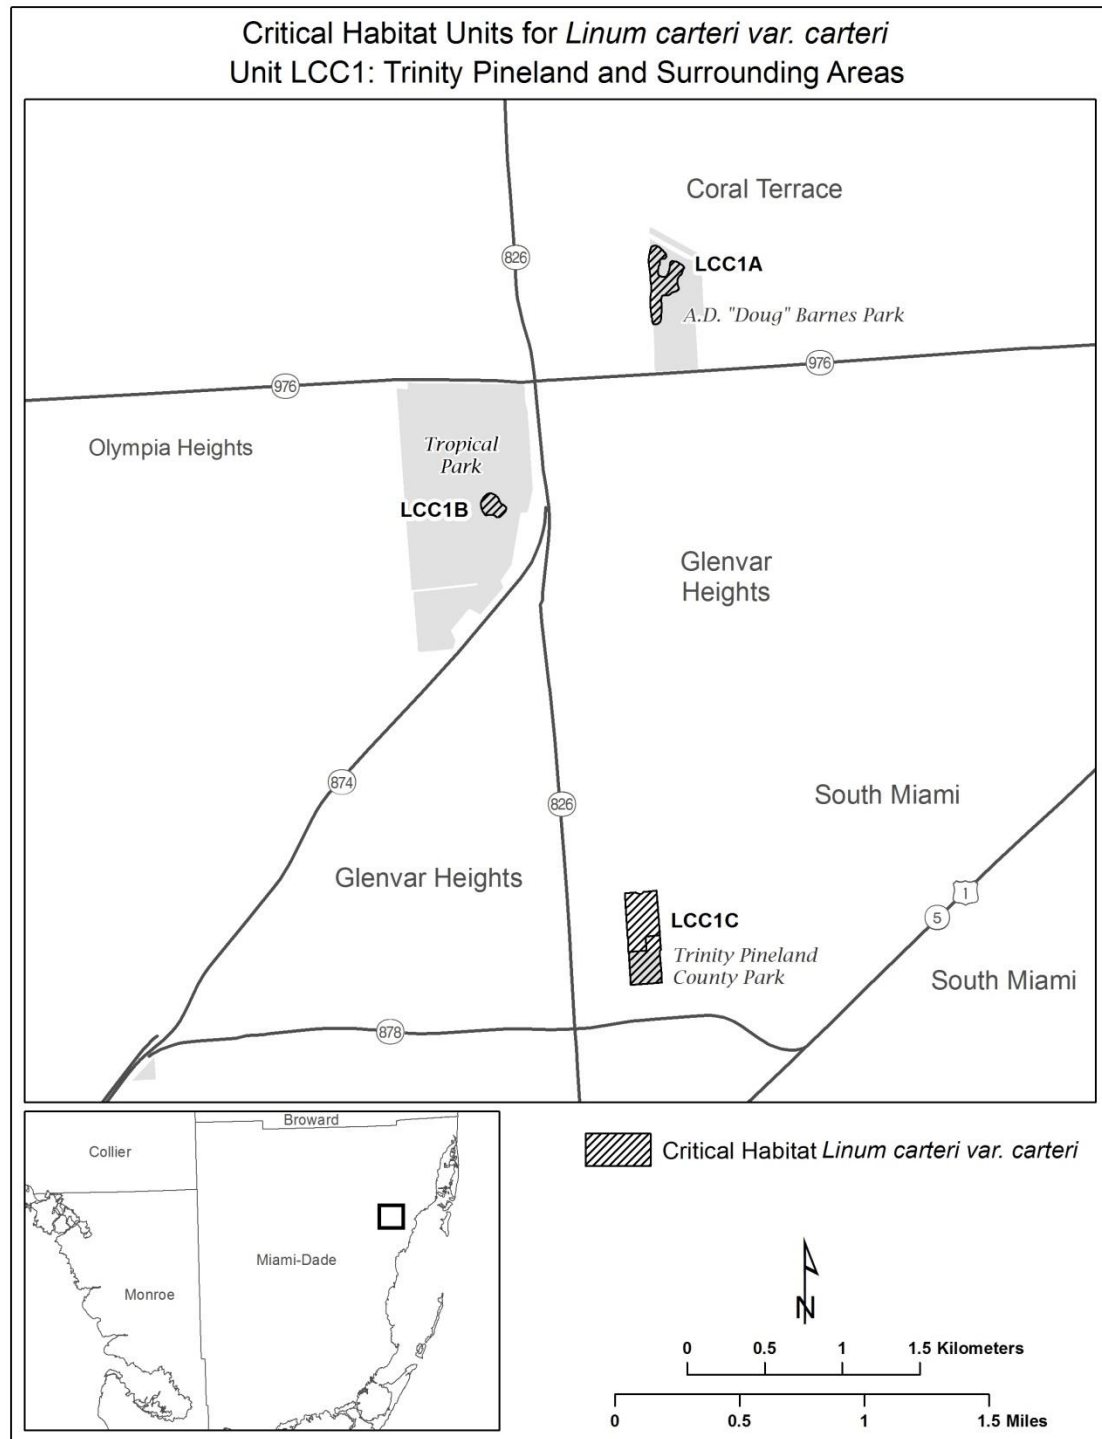 Critical Habitat Units for Linum carteri var. carteri
Unit LCC1: Trinity Pineland and Surrounding Areas
Coral Terrace
826
LCC1A
A.D. "Doug" Barnes Park
976
976
Olympia Heights
Tropical
Park
LCC1B
Glenvar
Heights
874
826
South Miami
Glenvar Heights
1
5
LCC1C
Trinity Pineland
County Park
South Miami
878
Broward
Collier
Miami-Dade
Monroe
Critical Habitat Linum carteri var. carteri
N
0 0.5 1 1.5 Kilometers
0 0.5 1 1.5 Miles